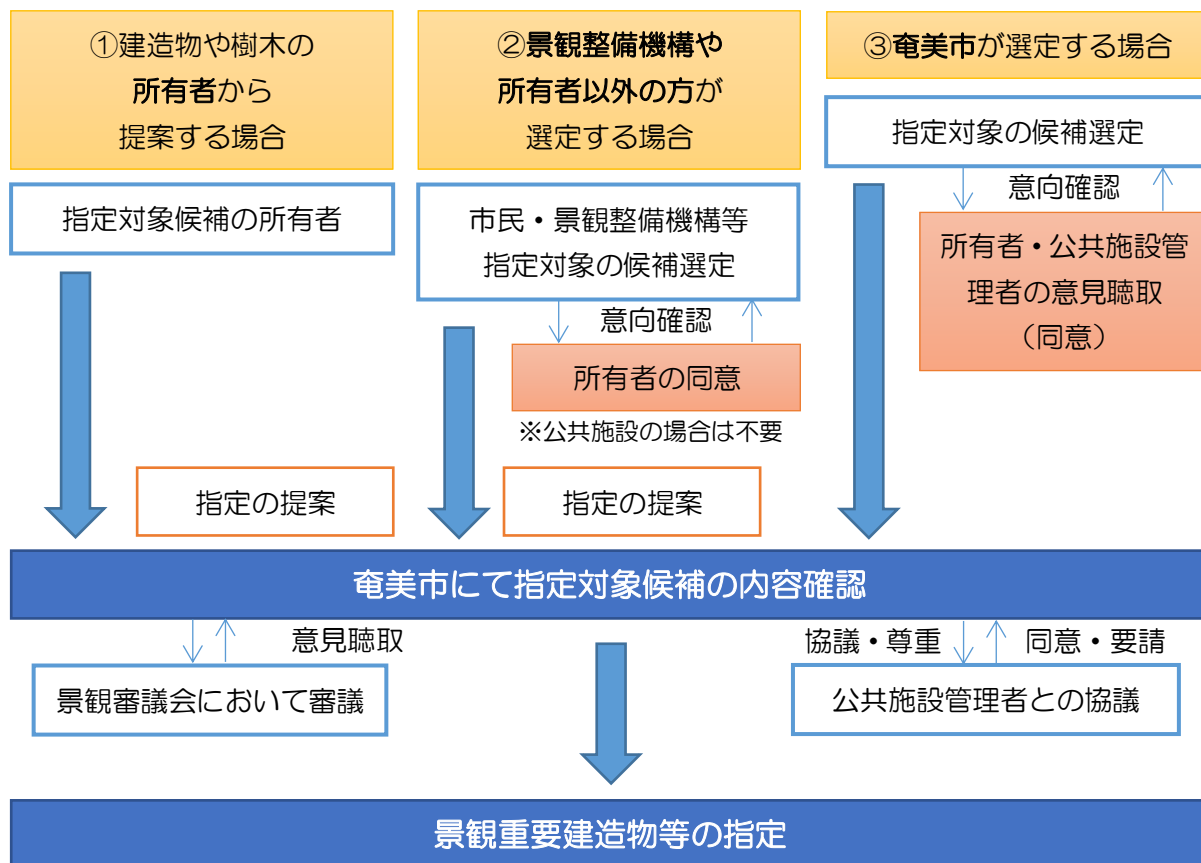 ①建造物や樹木の
所有者から
提案する場合
②景観整備機構や
所有者以外の方が
選定する場合
③奄美市が選定する場合
指定対象候補の所有者
市民・景観整備機構等
指定対象の候補選定
意向確認
所有者の同意
※公共施設の場合は不要
指定対象の候補選定
意向確認
所有者・公共施設管
理者の意見聴取
（同意）
指定の提案
指定の提案
奄美市にて指定対象候補の内容確認
意見聴取
景観審議会において審議
協議・尊重
同意・要請
公共施設管理者との協議
景観重要建造物等の指定